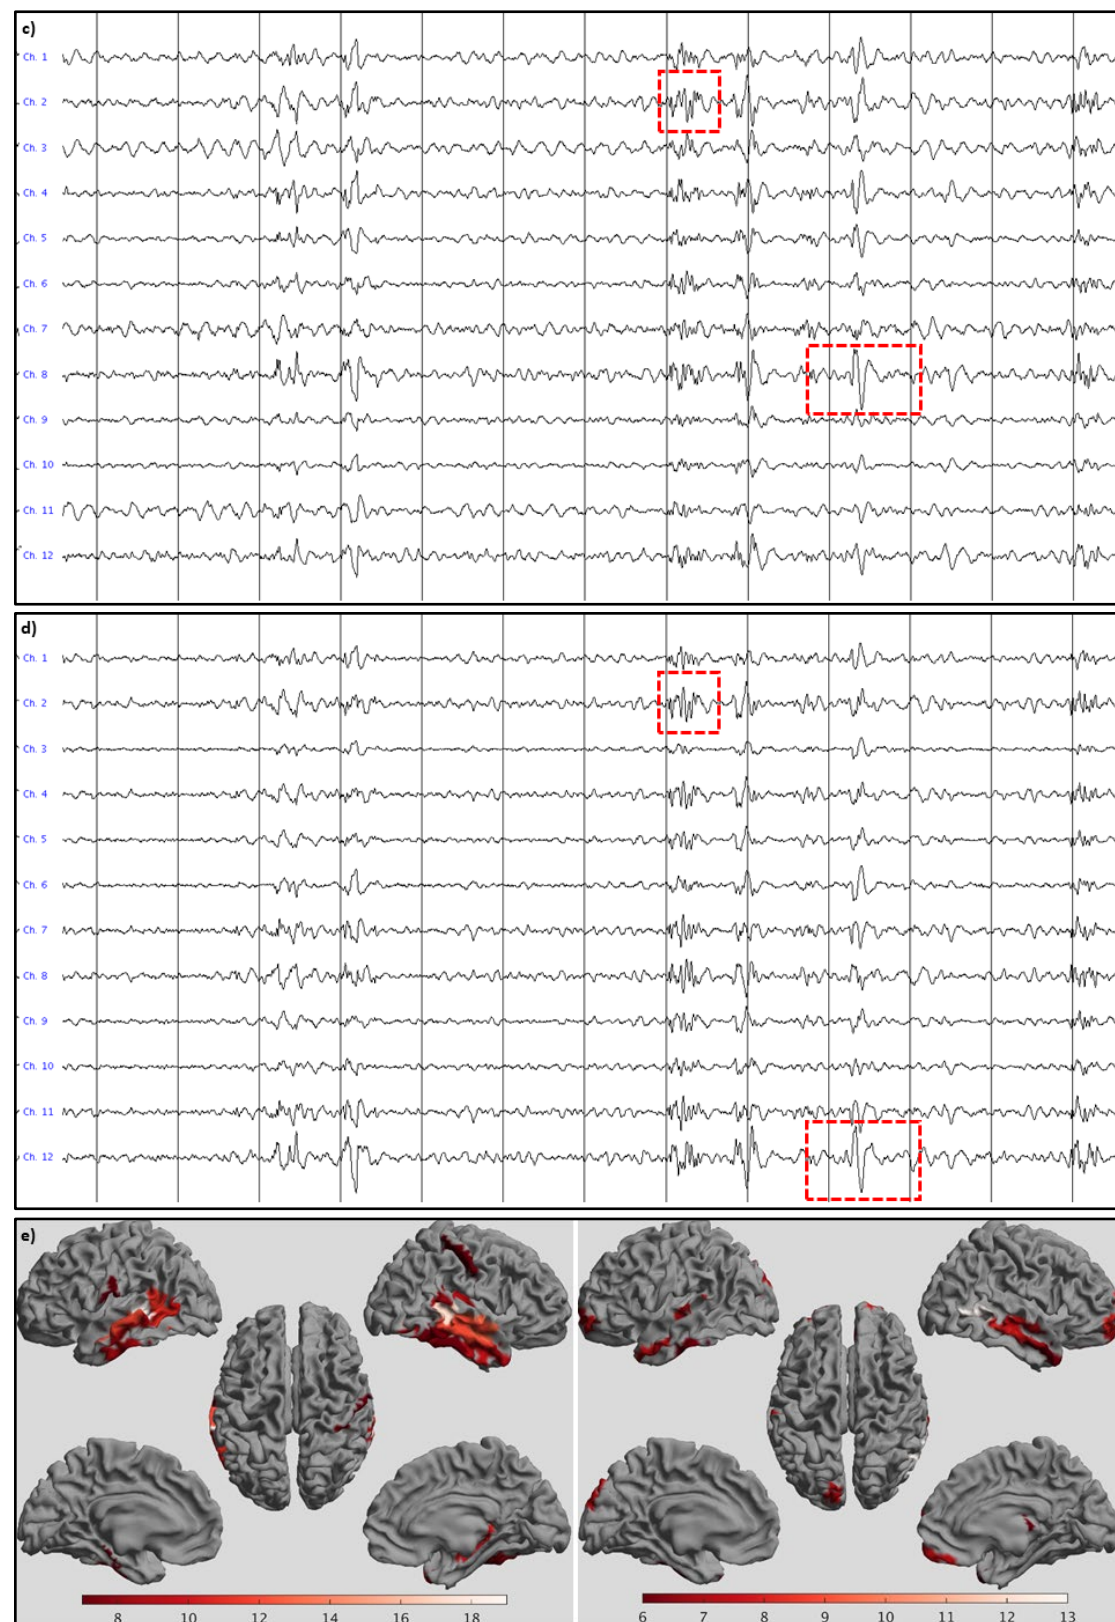 c)
Ch. 1
Ch. 2
Ch. 3
Ch. 4
Ch. 5
Ch. 6
Ch. 7
Ch. 8
Ch. 9
Ch. 10
Ch. 11
Ch. 12
d)
Ch. 1
Ch. 2
Ch. 3
Ch. 4
Ch. 5
Ch. 6
Ch. 7
Ch. 8
Ch. 9
Ch. 10
Ch. 11
Ch. 12
e)
8 10 12 14 16 18
6 7 8 9 10 11 12 13